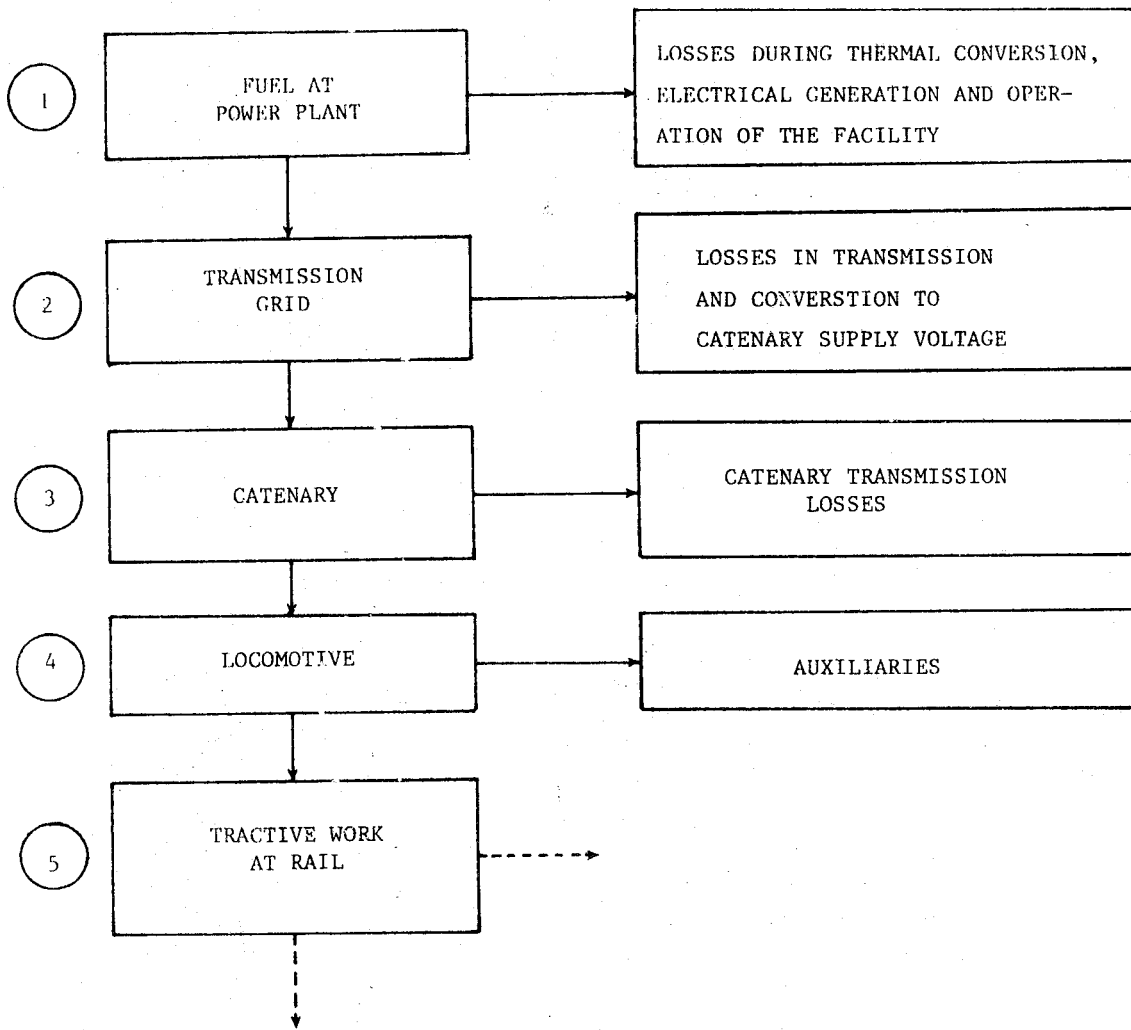 1
FUEL AT
POWER PLANT
LOSSES DURING THERMAL CONVERSION,
ELECTRICAL GENERATION AND OPER-
ATION OF THE FACILITY
2
TRANSMISSION
GRID
LOSSES IN TRANSMISSION
AND CONVERSTION TO
CATENARY SUPPLY VOLTAGE
3
CATENARY
CATENARY TRANSMISSION
LOSSES
4
LOCOMOTIVE
AUXILIARIES
5
TRACTIVE WORK
AT RAIL